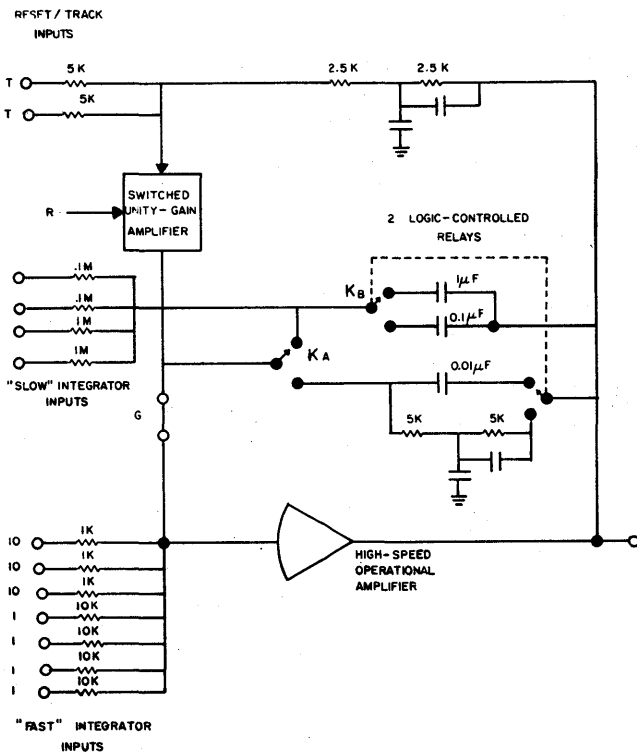 RESET / TRACK
INPUTS
5K
2.5K
2.5K
T
5K
T
SWITCHED
UNITY-GAIN
AMPLIFIER
R
2 LOGIC-CONTROLLED
RELAYS
.1M
.1M
1M
1M
KB
1µF
0.1µF
KA
0.01µF
"SLOW" INTEGRATOR
INPUTS
G
5K
5K
10
1K
10
1K
10
1K
1
10K
1
10K
1
10K
1
10K
HIGH-SPEED
OPERATIONAL
AMPLIFIER
"FAST" INTEGRATOR
INPUTS